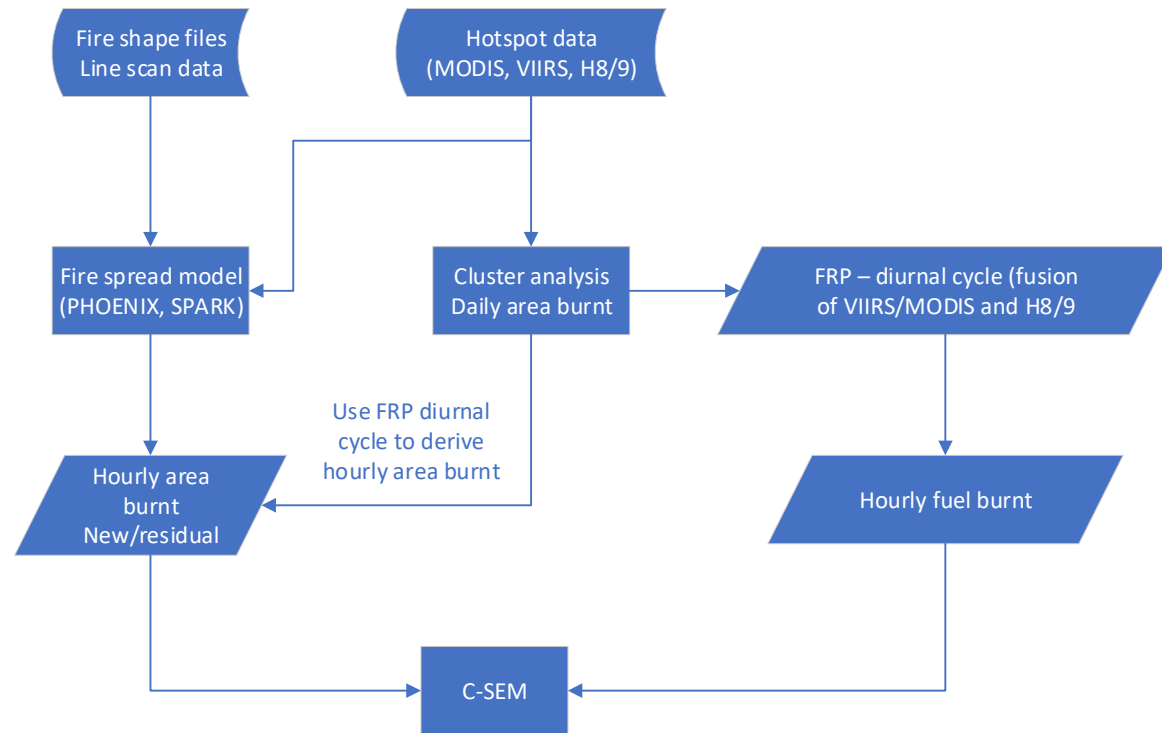 Fire shape files
Line scan data
Hotspot data
(MODIS, VIIRS, H8/9)
Fire spread model
(PHOENIX, SPARK)
Cluster analysis
Daily area burnt
FRP – diurnal cycle (fusion
of VIIRS/MODIS and H8/9
Use FRP diurnal
cycle to derive
hourly area burnt
Hourly area
burnt
New/residual
Hourly fuel burnt
C-SEM